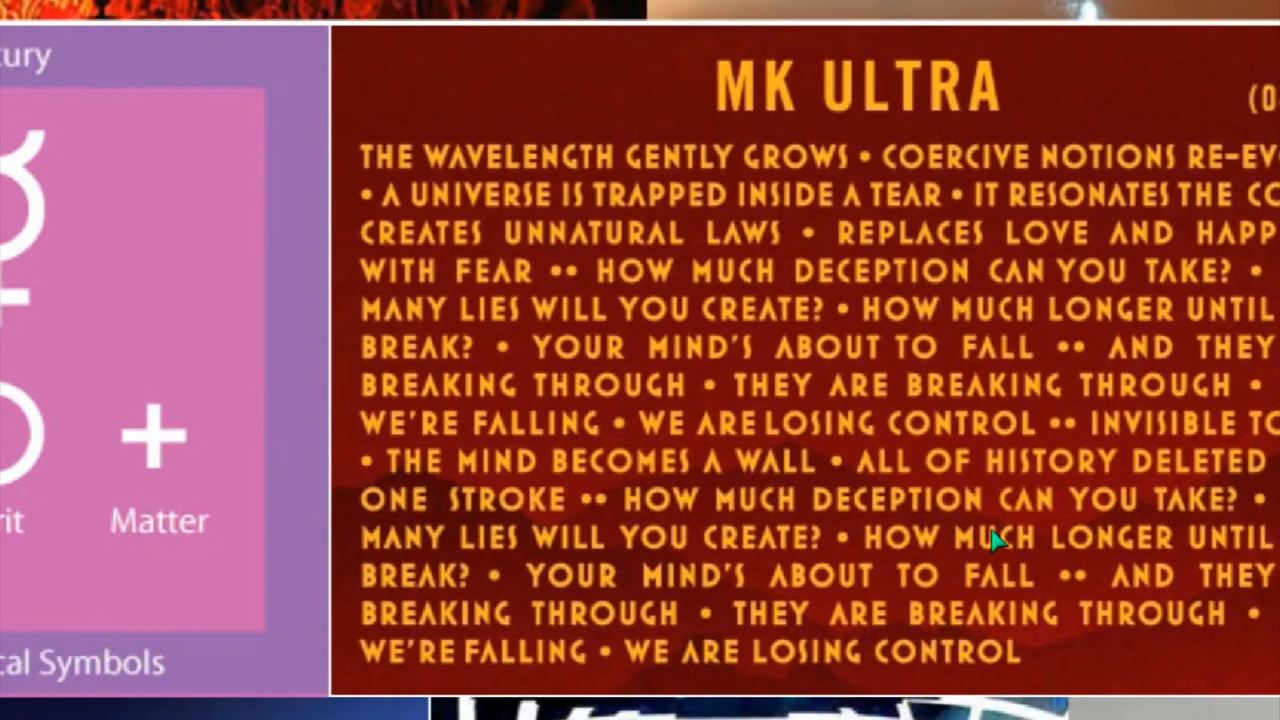 cury
rit
Matter
cal Symbols
MK ULTRA
(0
THE WAVELENGTH GENTLY GROWS • COERCIVE NOTIONS RE-EV
• A UNIVERSE IS TRAPPED INSIDE A TEAR • IT RESONATES THE CO
CREATES UNNATURAL LAWS • REPLACES LOVE AND HAPP
WITH FEAR •• HOW MUCH DECEPTION CAN YOU TAKE? •
MANY LIES WILL YOU CREATE? • HOW MUCH LONGER UNTIL
BREAK? • YOUR MIND'S ABOUT TO FALL •• AND THEY
BREAKING THROUGH • THEY ARE BREAKING THROUGH •
WE'RE FALLING • WE ARE LOSING CONTROL •• INVISIBLE TO
• THE MIND BECOMES A WALL • ALL OF HISTORY DELETED
ONE STROKE •• HOW MUCH DECEPTION CAN YOU TAKE? •
MANY LIES WILL YOU CREATE? • HOW MUCH LONGER UNTIL
BREAK? • YOUR MIND'S ABOUT TO FALL •• AND THEY
BREAKING THROUGH • THEY ARE BREAKING THROUGH •
WE'RE FALLING • WE ARE LOSING CONTROL